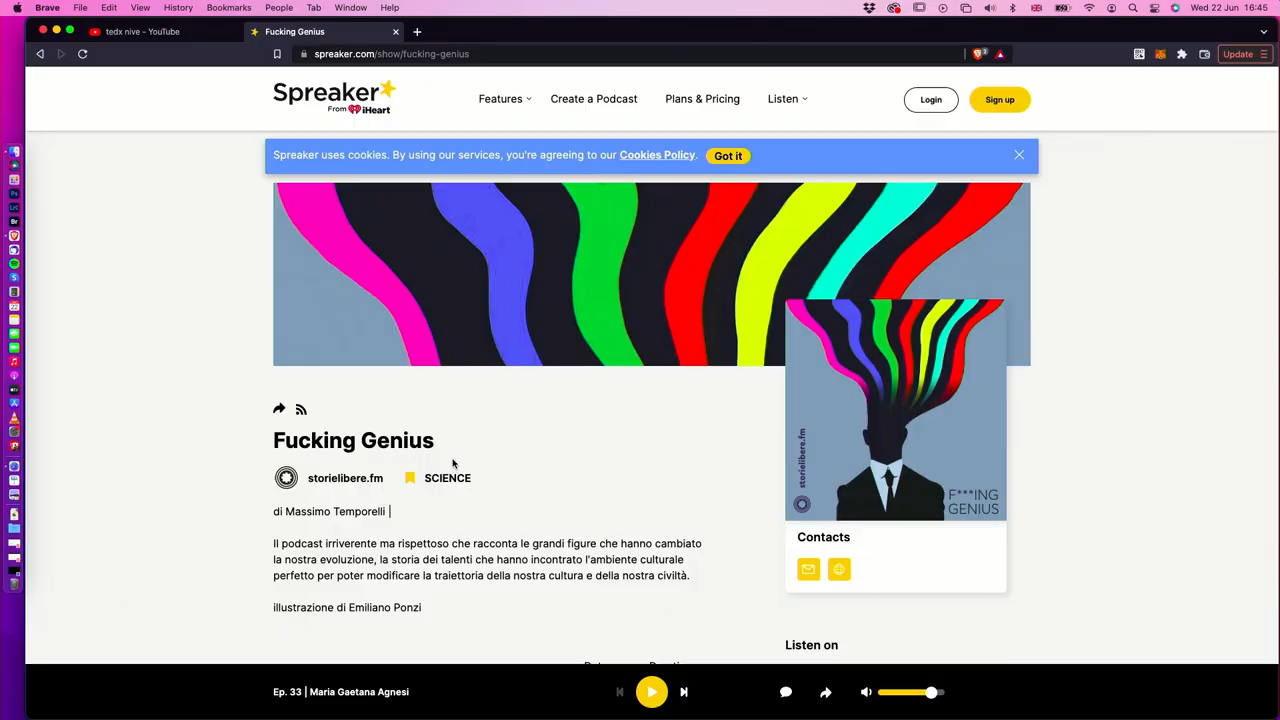 Brave File Edit View History Bookmarks People Tab Window Help
Wed 22 Jun 16:45
tedx nive - YouTube
Fucking Genius
spreaker.com/show/fucking-genius
Update
Spreaker
From iHeart
Features
Create a Podcast
Plans & Pricing
Listen
Login
Sign up
Spreaker uses cookies. By using our services, you're agreeing to our Cookies Policy.
Got it
storielibere.fm
F***ING
GENIUS
Fucking Genius
storielibere.fm
SCIENCE
di Massimo Temporelli |
Il podcast irriverente ma rispettoso che racconta le grandi figure che hanno cambiato
la nostra evoluzione, la storia dei talenti che hanno incontrato l'ambiente culturale
perfetto per poter modificare la traiettoria della nostra cultura e della nostra civiltà.
illustrazione di Emiliano Ponzi
Contacts
Listen on
Ep. 33 | Maria Gaetana Agnesi